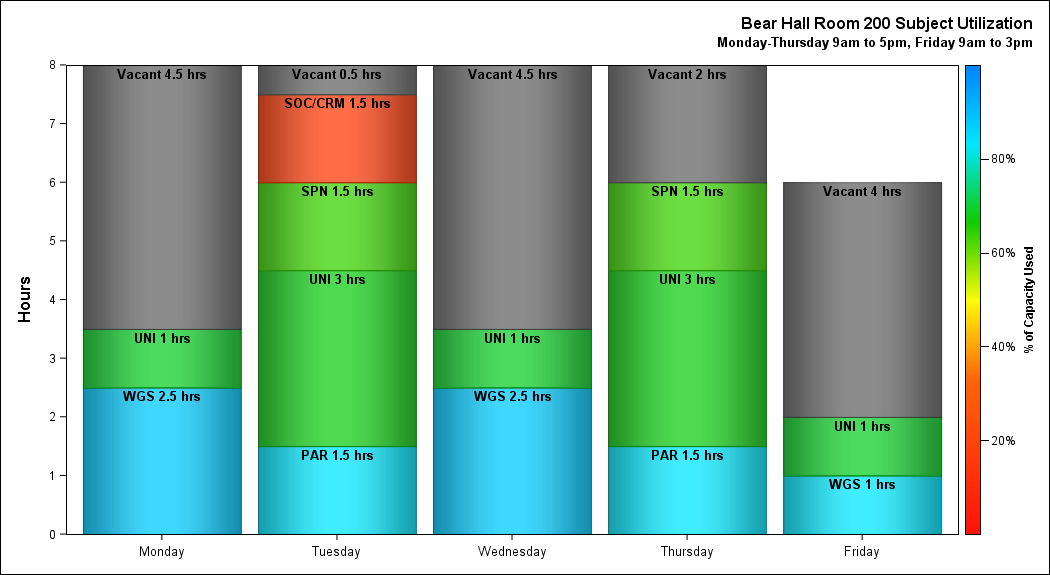 Bear Hall Room 200 Subject Utilization
Monday-Thursday 9am to 5pm, Friday 9am to 3pm
Hours
8
7
6
5
4
3
2
1
0
Vacant 4.5 hrs
UNI 1 hrs
WGS 2.5 hrs
Vacant 0.5 hrs
SOC/CRM 1.5 hrs
SPN 1.5 hrs
UNI 3 hrs
PAR 1.5 hrs
Vacant 4.5 hrs
UNI 1 hrs
WGS 2.5 hrs
Vacant 2 hrs
SPN 1.5 hrs
UNI 3 hrs
PAR 1.5 hrs
Vacant 4 hrs
UNI 1 hrs
WGS 1 hrs
Monday
Tuesday
Wednesday
Thursday
Friday
80%
60%
40%
20%
% of Capacity Used